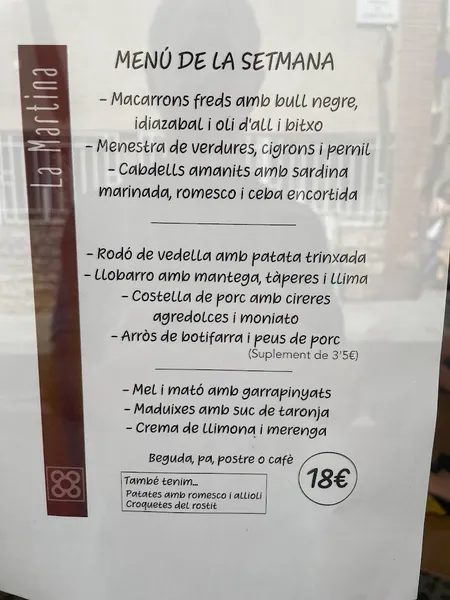 La Martina
MENÚ DE LA SETMANA
- Macarrons freds amb bull negre,
idiazabal i oli d'all i bitxo
- Menestra de verdures, cigrons i pernil
- Cabdells amanits amb sardina
marinada, romesco i ceba encortida
- Rodó de vedella amb patata trinxada
- llobarro amb mantega, tàperes i llima
- Costella de porc amb cireres
agredolces i moniato
- Arròs de botifarra i peus de porc
(Suplement de 3'5€)
- Mel i mató amb garrapinyats
- Maduixes amb suc de taronja
- Crema de llimona i merenga
Beguda, pa, postre o cafè
18€
També tenim...
Patates amb romesco i allioli
Croquetes del rostit